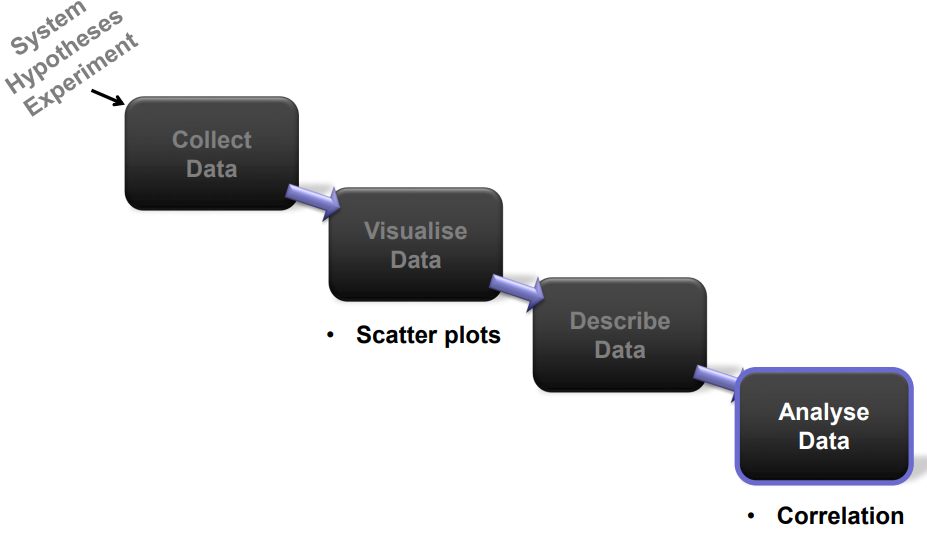 System
Hypotheses
Experiment
Collect
Data
Visualise
Data
• Scatter plots
Describe
Data
Analyse
Data
• Correlation